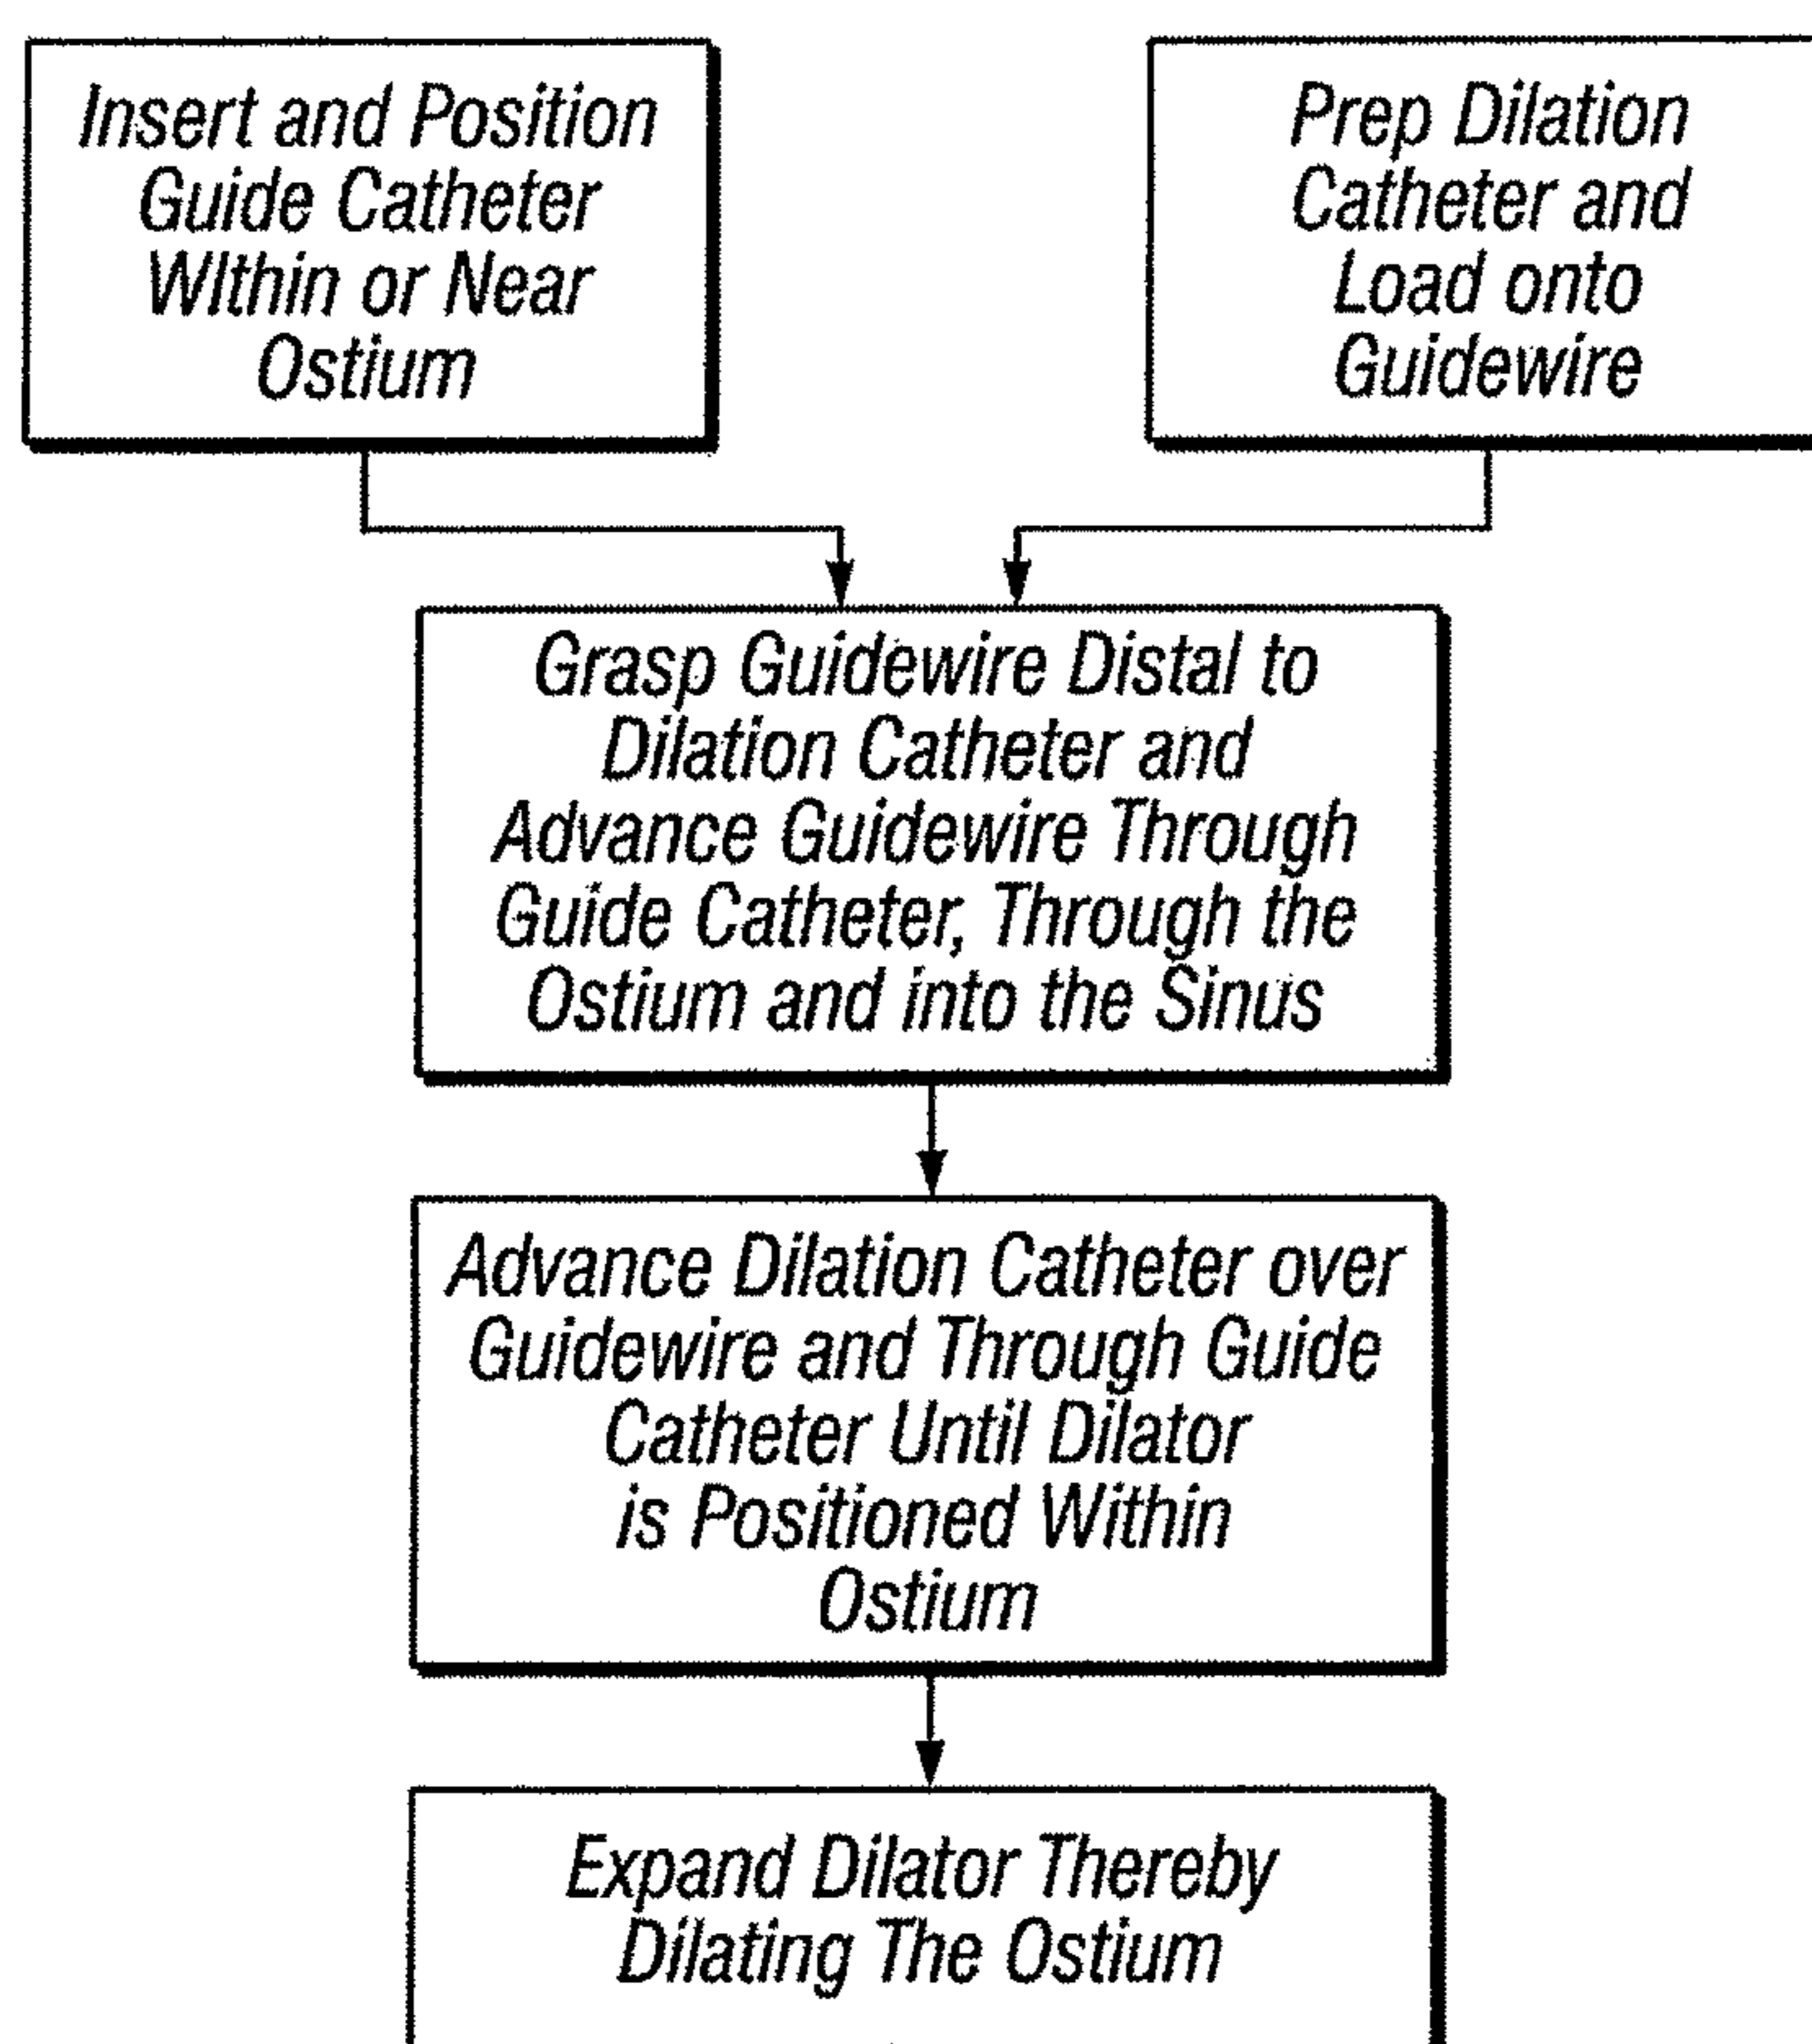 Insert and Position
Guide Catheter
WIthin or Near
Ostium
Prep Dilation
Catheter and
Load onto
Guidewire
Grasp Guidewire Distal to
Dilation Catheter and
Advance Guidewire Through
Guide Catheter, Through the
Ostium and into the Sinus
Advance Dilation Catheter over
Guidewire and Through Guide
Catheter Until Dilator
is Positioned Within
Ostium
Expand Dilator Thereby
Dilating The Ostium